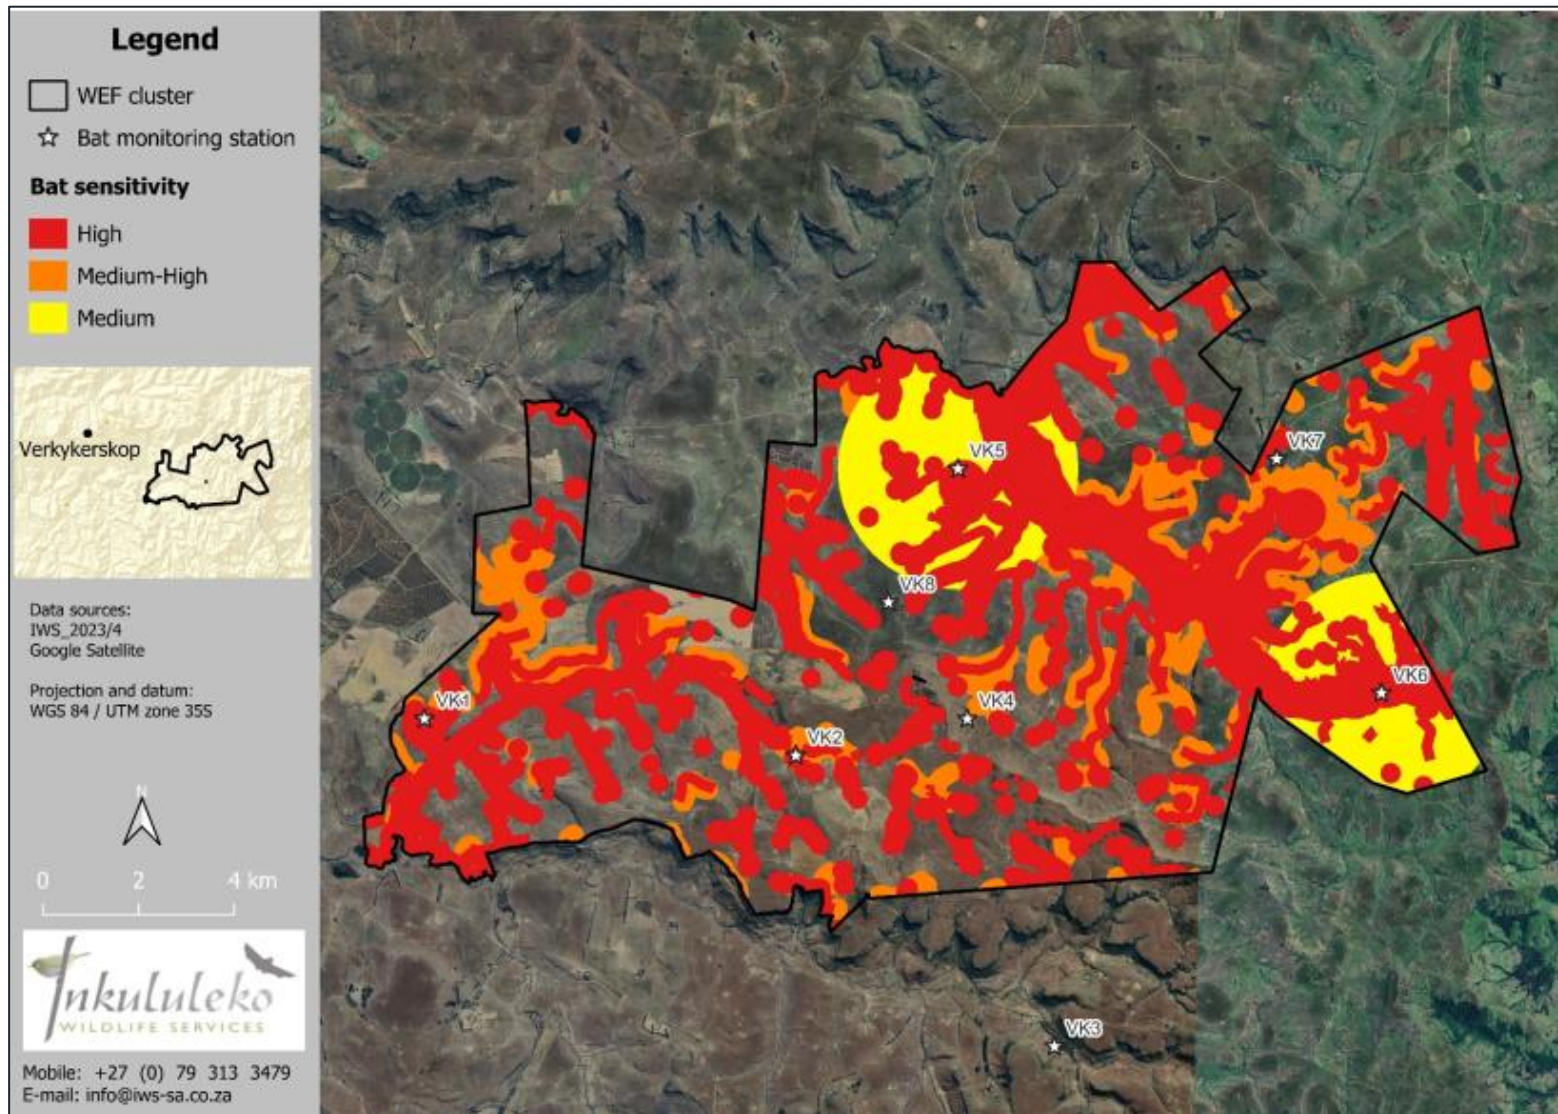 Legend
WEF cluster
Bat monitoring station
Bat sensitivity
High
Medium-High
Medium
Verkykerskop
Data sources:
IWS_2023/4
Google Satellite
Projection and datum:
WGS 84 / UTM zone 35S
N
0 2 4 km
Inkululeko
WILDLIFE SERVICES
Mobile: +27 (0) 79 313 3479
E-mail: info@iws-sa.co.za
VK5
VK7
VK8
VK6
VK1
VK4
VK2
VK3